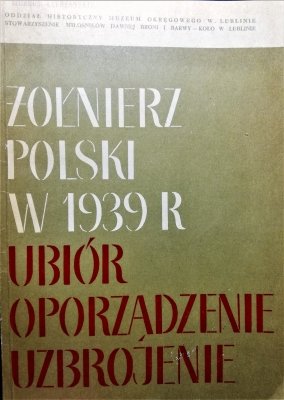 ODDZIAŁ HISTORYCZNY MUZEUM OKRĘGOWEGO W LUBLINIE
STOWARZYSZENIE MIŁOŚNIKÓW DAWNEJ BRONI I BARWY — KOŁO W LUBLINIE
ŻOŁNIERZ
POLSKI
W 1939 R
UBIÓR
OPORZĄDZENIE
UZBROJENIE